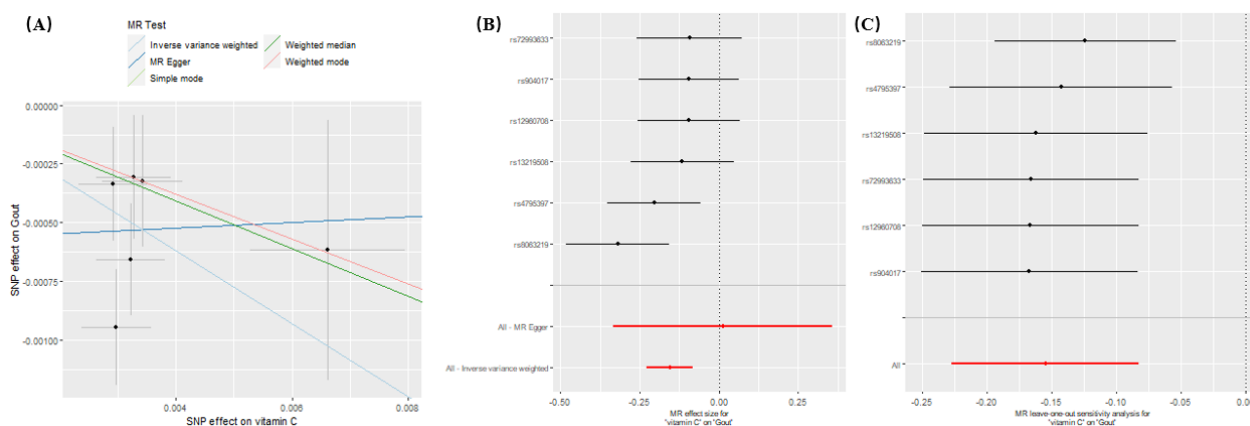 (A)
MR Test
Inverse variance weighted
Weighted median
MR Egger
Weighted mode
Simple mode
0.00000
-0.00025
-0.00050
-0.00075
-0.00100
SNP effect on Gout
0.004
0.006
0.008
SNP effect on vitamin C
(B)
rs72993633
rs904017
rs12960708
rs13219508
rs4795397
rs8063219
All - MR Egger
All - Inverse variance weighted
-0.50
-0.25
0.00
0.25
MR effect size for
'vitamin C' on 'Gout'
(C)
rs8063219
rs4795397
rs13219508
rs72993633
rs12960708
rs904017
All
-0.25
-0.20
-0.15
-0.10
-0.05
0.0
MR leave-one-out sensitivity analysis for
'vitamin C' on 'Gout'